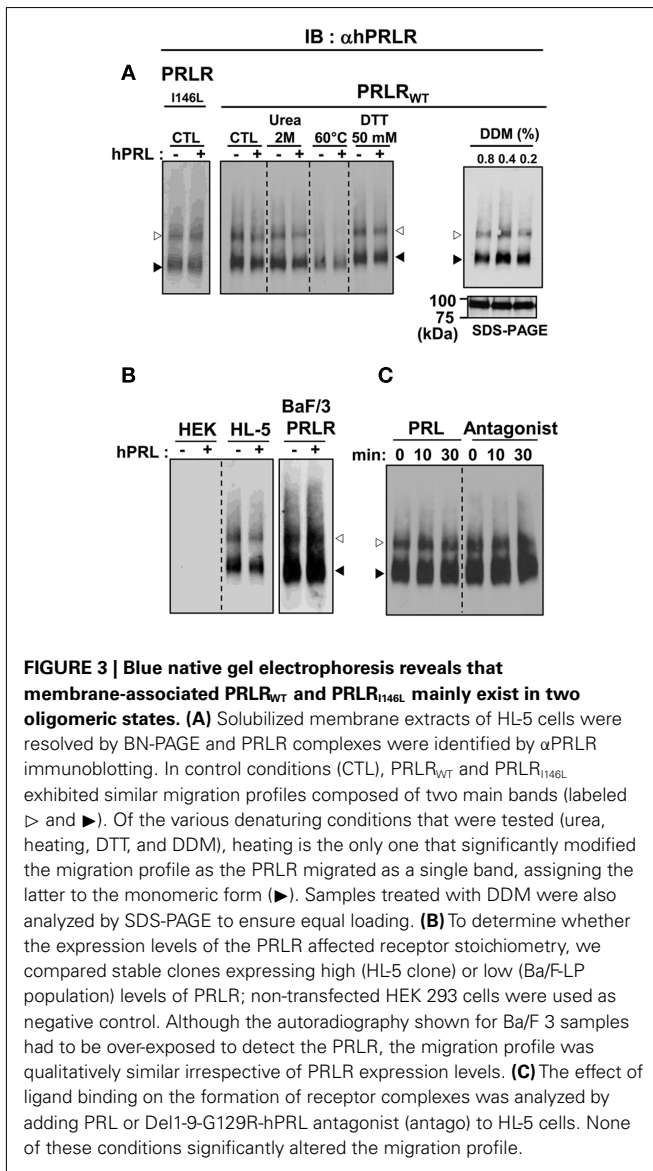 IB : αhPRLR
A
PRLR
I146L
PRLRWT
CTL
CTL
Urea
2M
60°C
DTT
50 mM
DDM (%)
hPRL : - + - + - + - + - +
0.8 0.4 0.2
▷
▶
◁
◀
▷
▶
100
75
(kDa)
SDS-PAGE
B
HEK
HL-5
BaF/3
PRLR
hPRL : - + - + - +
◁
◀
C
PRL
Antagonist
min: 0 10 30 0 10 30
▷
▶
FIGURE 3 | Blue native gel electrophoresis reveals that
membrane-associated PRLRWT and PRLRI146L mainly exist in two
oligomeric states. (A) Solubilized membrane extracts of HL-5 cells were
resolved by BN-PAGE and PRLR complexes were identified by αPRLR
immunoblotting. In control conditions (CTL), PRLRWT and PRLRI146L
exhibited similar migration profiles composed of two main bands (labeled
▷ and ▶). Of the various denaturing conditions that were tested (urea,
heating, DTT, and DDM), heating is the only one that significantly modified
the migration profile as the PRLR migrated as a single band, assigning the
latter to the monomeric form (▶). Samples treated with DDM were also
analyzed by SDS-PAGE to ensure equal loading. (B) To determine whether
the expression levels of the PRLR affected receptor stoichiometry, we
compared stable clones expressing high (HL-5 clone) or low (Ba/F-LP
population) levels of PRLR; non-transfected HEK 293 cells were used as
negative control. Although the autoradiography shown for Ba/F 3 samples
had to be over-exposed to detect the PRLR, the migration profile was
qualitatively similar irrespective of PRLR expression levels. (C) The effect of
ligand binding on the formation of receptor complexes was analyzed by
adding PRL or Del1-9-G129R-hPRL antagonist (antago) to HL-5 cells. None
of these conditions significantly altered the migration profile.